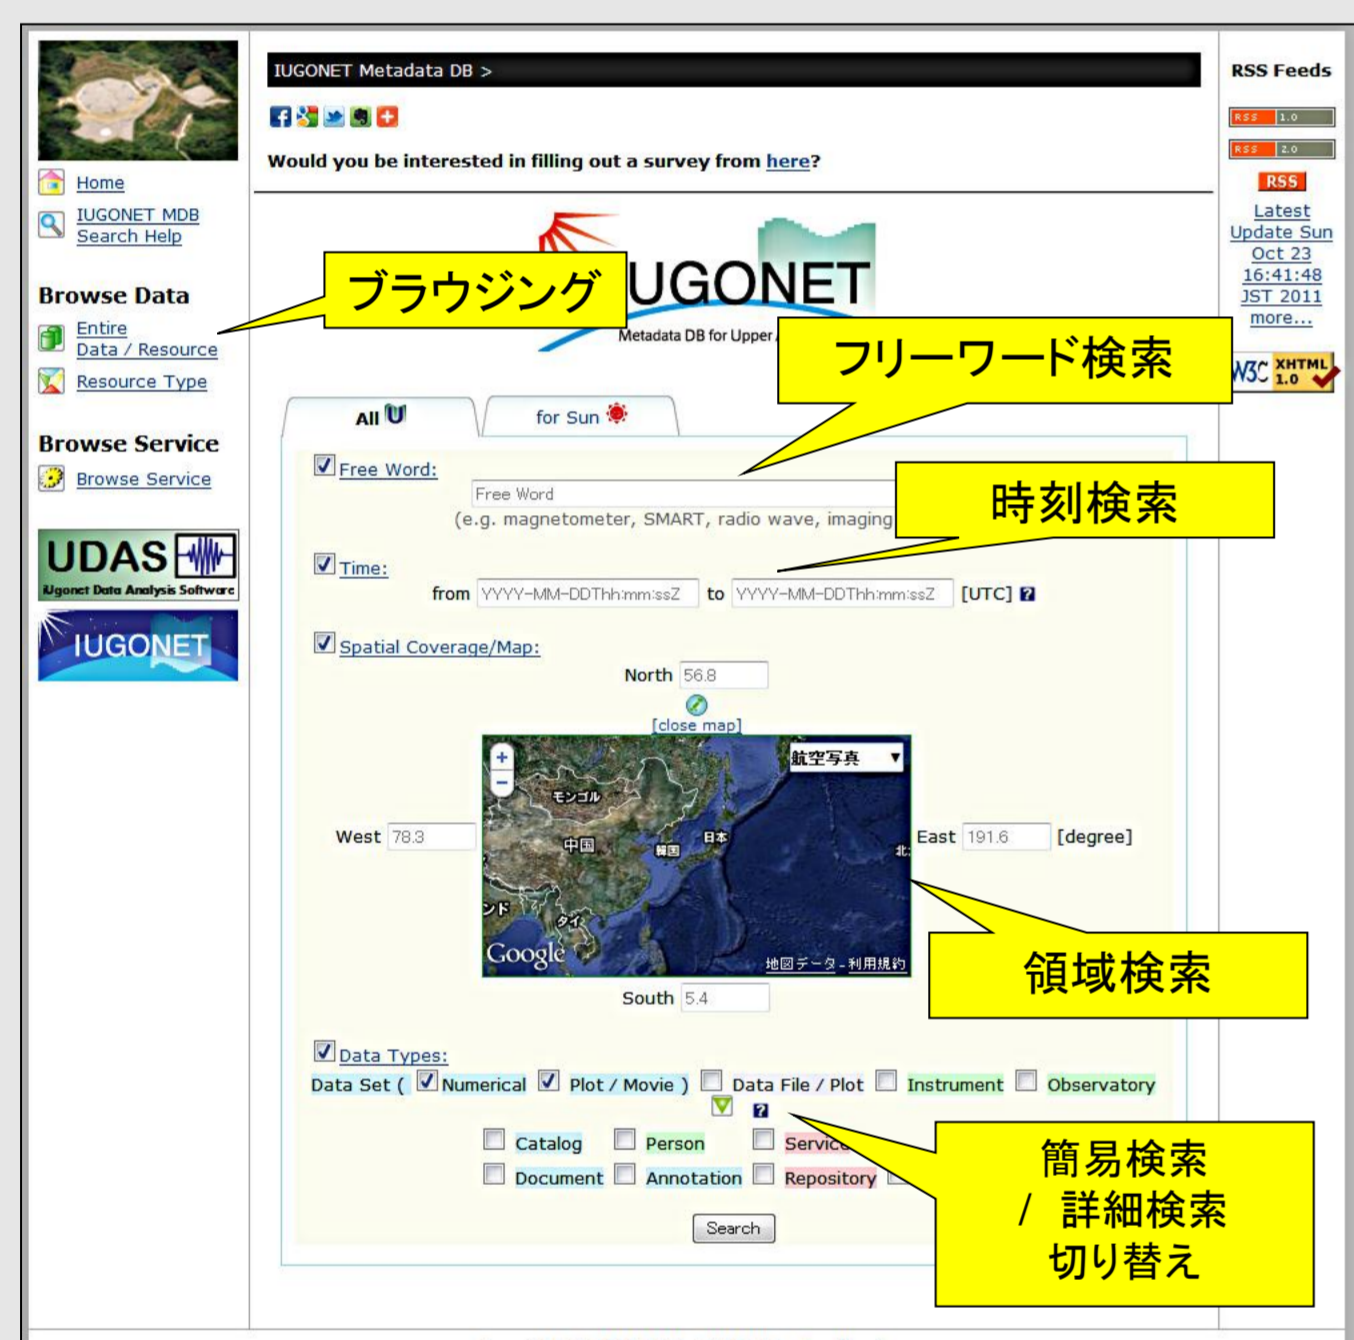 Home
IUGONET MDB
Search Help
Browse Data
Entire
Data / Resource
Resource Type
Browse Service
Browse Service
UDAS
iUgonet Data Analysis Software
IUGONET
IUGONET Metadata DB >
Would you be interested in filling out a survey from here?
ブラウジング
UGONET
Metadata DB for Upper
フリーワード検索
All
for Sun
Free Word:
Free Word
(e.g. magnetometer, SMART, radio wave, imaging
時刻検索
Time:
from YYYY-MM-DDThh:mm:ssZ to YYYY-MM-DDThh:mm:ssZ [UTC] ?
Spatial Coverage/Map:
North 56.8
[close map]
+
−
航空写真 ▼
モンゴル
中国
韓国
日本
北
ンド
タイ
Google
地図データ - 利用規約
West 78.3
East 191.6 [degree]
領域検索
South 5.4
Data Types:
Data Set ( Numerical Plot / Movie ) Data File / Plot Instrument Observatory
?
Catalog Person Service
Document Annotation Repository
簡易検索
/ 詳細検索
切り替え
Search
RSS Feeds
RSS 1.0
RSS 2.0
RSS
Latest
Update Sun
Oct 23
16:41:48
JST 2011
more...
W3C XHTML
1.0